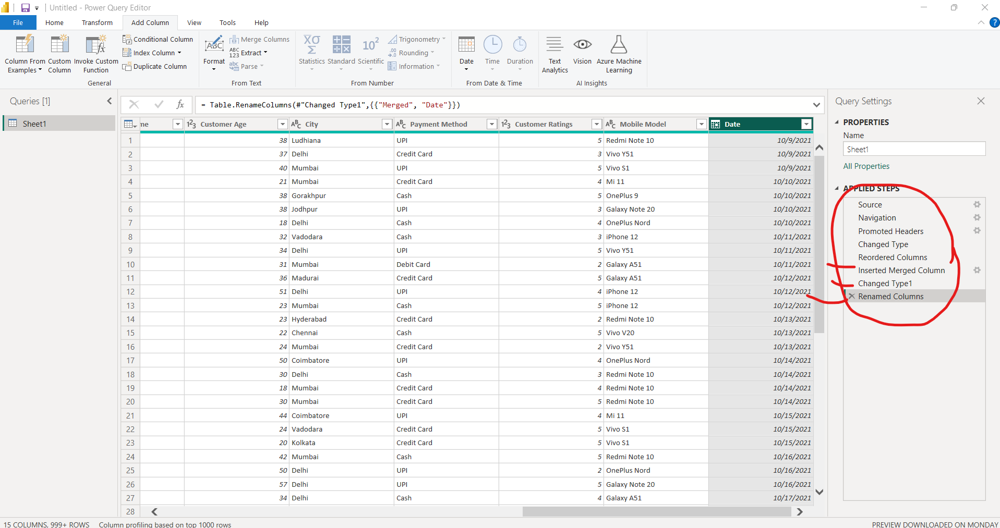 Untitled - Power Query Editor
File Home Transform Add Column View Tools Help
Column From Examples
Custom Column
Invoke Custom Function
Conditional Column
Index Column
Duplicate Column
General
Format
Merge Columns
Extract
Parse
From Text
Statistics
Standard
Scientific
Trigonometry
Rounding
Information
From Number
Date
Time
Duration
From Date & Time
Text Analytics
Vision
Azure Machine Learning
AI Insights
Queries [1]
Sheet1
= Table.RenameColumns(#"Changed Type1",{{"Merged", "Date"}})
me Customer Age City Payment Method Customer Ratings Mobile Model Date
1 38 Ludhiana UPI 5 Redmi Note 10 10/9/2021
2 37 Delhi Credit Card 3 Vivo Y51 10/9/2021
3 40 Mumbai UPI 5 Vivo S1 10/9/2021
4 21 Mumbai Credit Card 4 Mi 11 10/10/2021
5 38 Gorakhpur Cash 5 OnePlus 9 10/10/2021
6 38 Jodhpur UPI 3 Galaxy Note 20 10/10/2021
7 18 Delhi Cash 4 OnePlus Nord 10/10/2021
8 32 Vadodara Cash 3 iPhone 12 10/11/2021
9 34 Delhi UPI 5 Vivo Y51 10/11/2021
10 31 Mumbai Debit Card 2 Galaxy A51 10/11/2021
11 36 Madurai Credit Card 5 Galaxy A51 10/12/2021
12 51 Delhi UPI 4 iPhone 12 10/12/2021
13 23 Mumbai Cash 5 iPhone 12 10/12/2021
14 23 Hyderabad Credit Card 2 Redmi Note 10 10/13/2021
15 22 Chennai Cash 5 Vivo V20 10/13/2021
16 24 Mumbai Credit Card 2 Vivo Y51 10/13/2021
17 50 Coimbatore UPI 4 OnePlus Nord 10/14/2021
18 30 Delhi Cash 3 Redmi Note 10 10/14/2021
19 18 Mumbai Credit Card 4 Redmi Note 10 10/14/2021
20 30 Mumbai Credit Card 5 Redmi Note 10 10/14/2021
21 44 Coimbatore UPI 4 Mi 11 10/15/2021
22 24 Vadodara Credit Card 5 Vivo S1 10/15/2021
23 20 Kolkata Credit Card 5 Vivo S1 10/15/2021
24 42 Mumbai Cash 5 Redmi Note 10 10/16/2021
25 50 Delhi UPI 2 OnePlus Nord 10/16/2021
26 57 Delhi UPI 5 Galaxy Note 20 10/16/2021
27 34 Delhi Cash 4 Galaxy A51 10/17/2021
28
Query Settings
PROPERTIES
Name
Sheet1
All Properties
APPLIED STEPS
Source
Navigation
Promoted Headers
Changed Type
Reordered Columns
Inserted Merged Column
Changed Type1
Renamed Columns
15 COLUMNS, 999+ ROWS Column profiling based on top 1000 rows
PREVIEW DOWNLOADED ON MONDAY